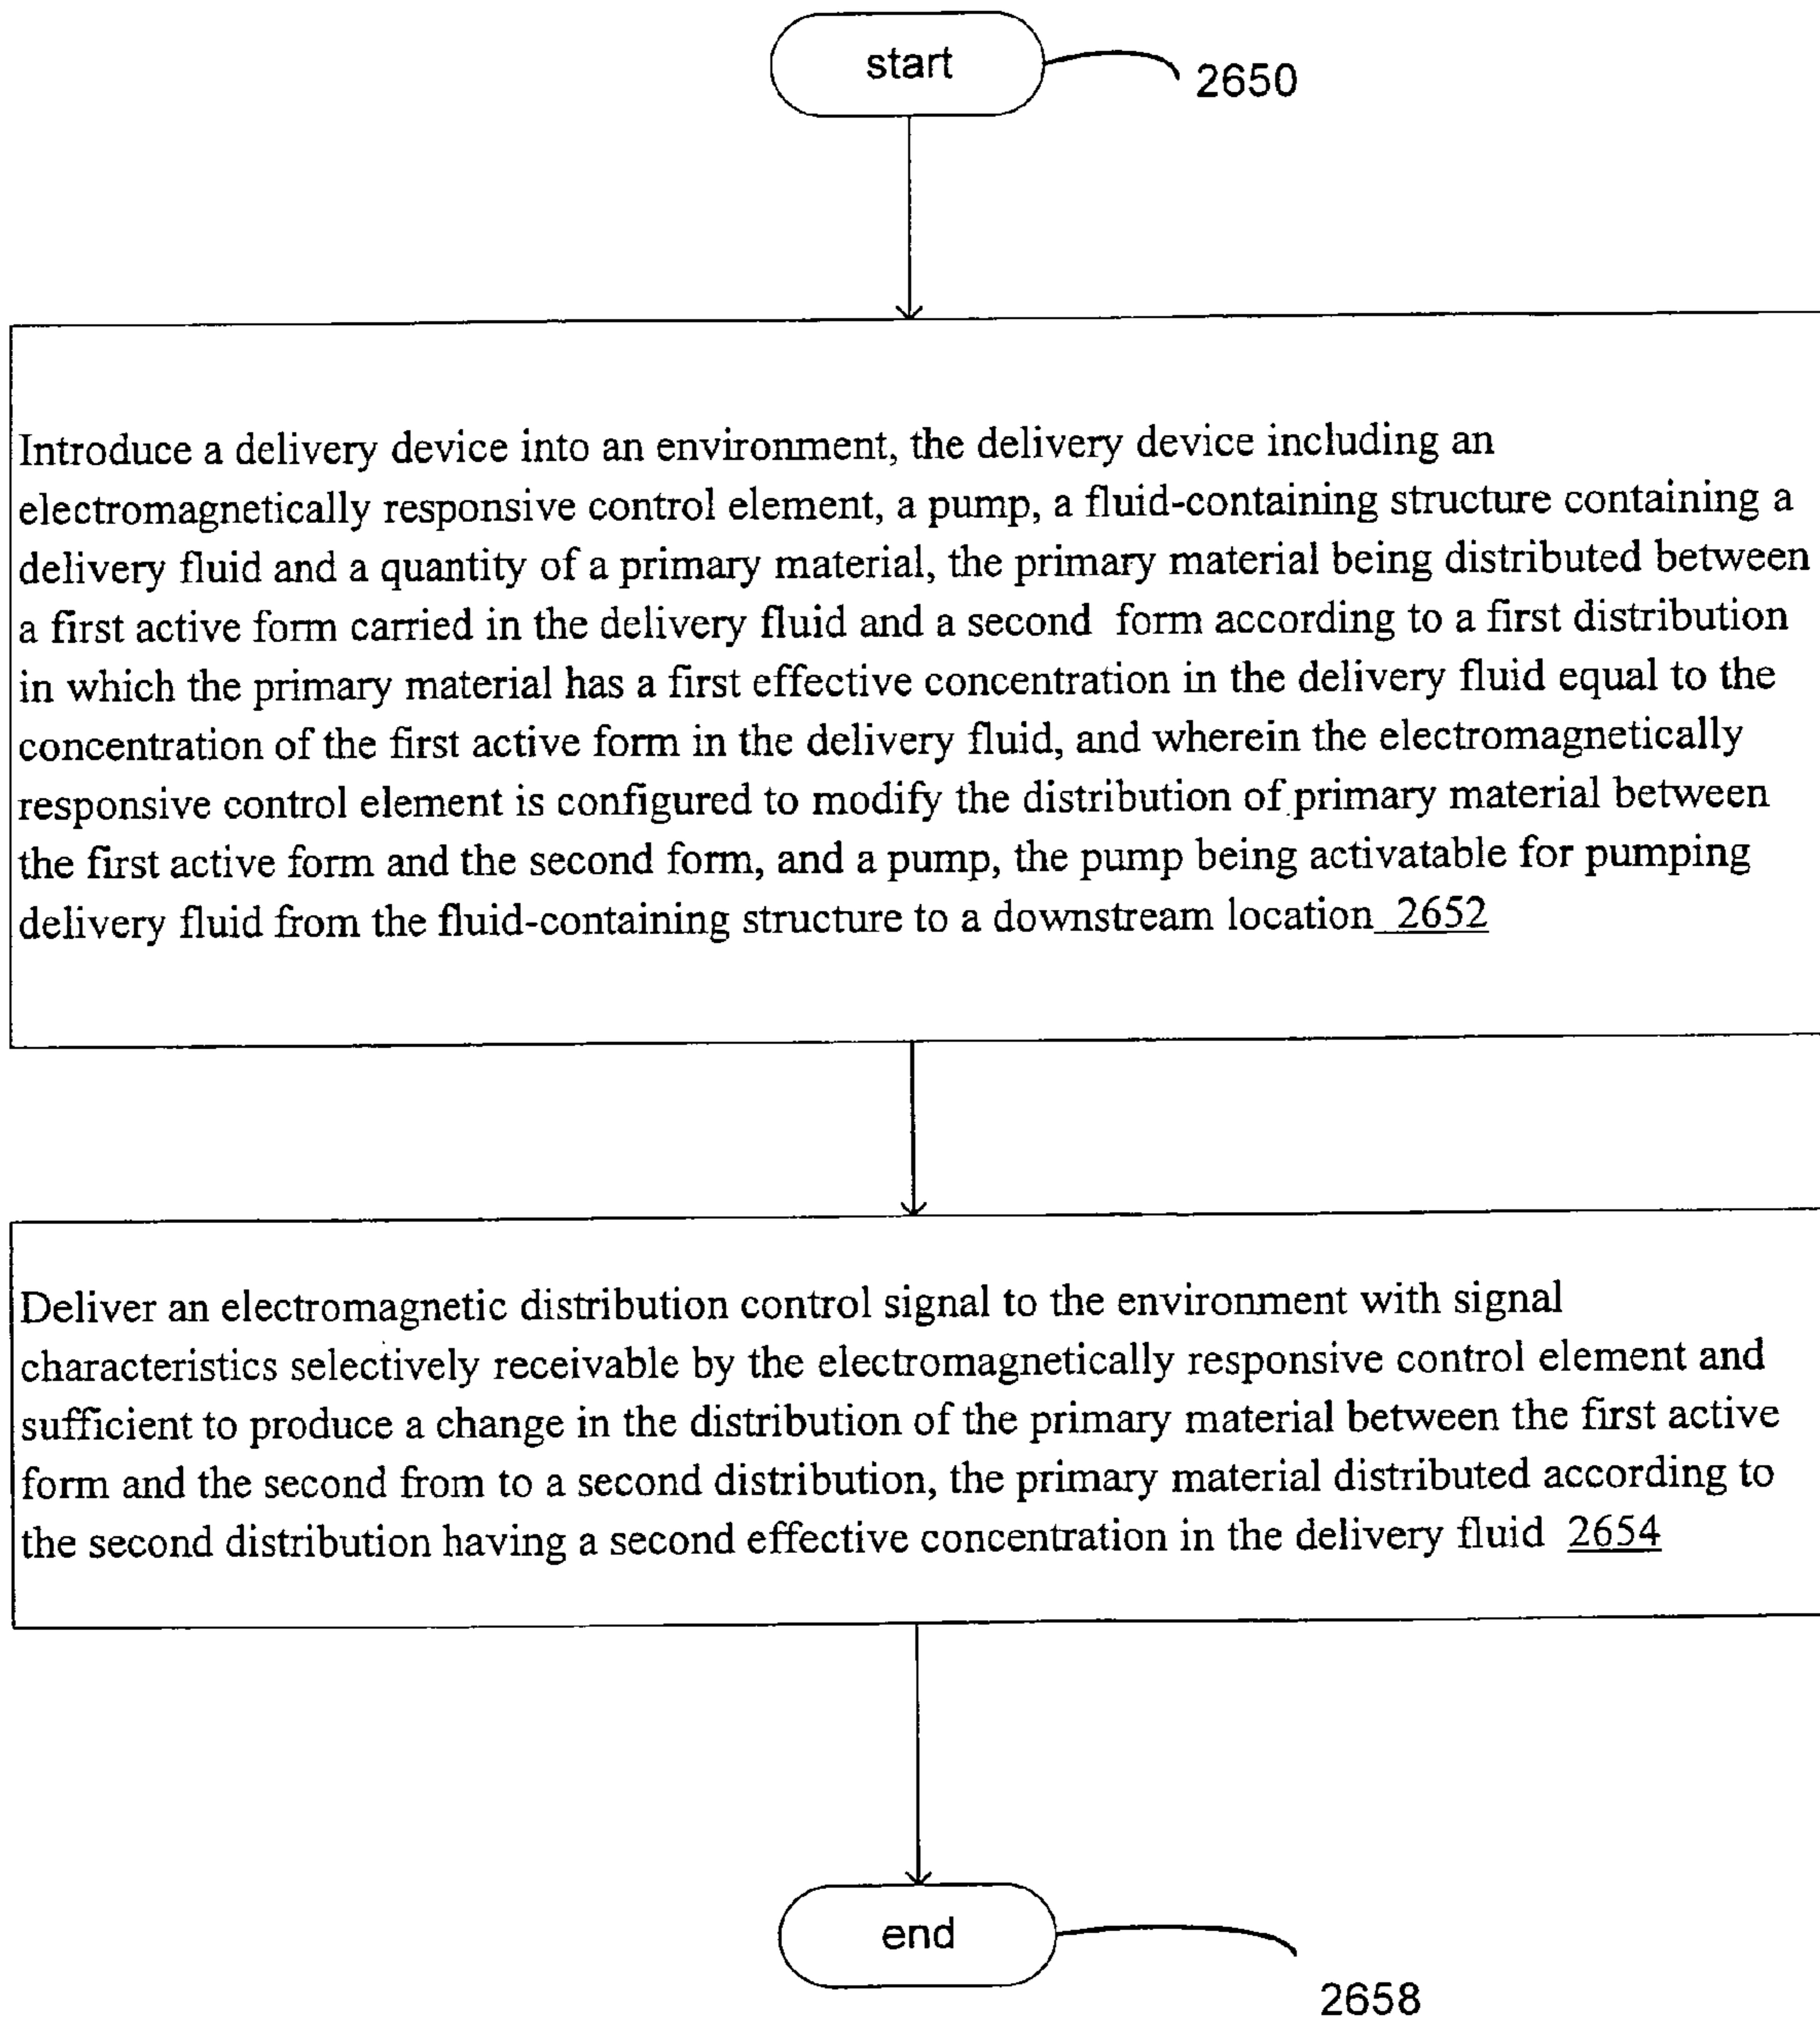 start
2650
Introduce a delivery device into an environment, the delivery device including an
electromagnetically responsive control element, a pump, a fluid-containing structure containing a
delivery fluid and a quantity of a primary material, the primary material being distributed between
a first active form carried in the delivery fluid and a second form according to a first distribution
in which the primary material has a first effective concentration in the delivery fluid equal to the
concentration of the first active form in the delivery fluid, and wherein the electromagnetically
responsive control element is configured to modify the distribution of primary material between
the first active form and the second form, and a pump, the pump being activatable for pumping
delivery fluid from the fluid-containing structure to a downstream location 2652
Deliver an electromagnetic distribution control signal to the environment with signal
characteristics selectively receivable by the electromagnetically responsive control element and
sufficient to produce a change in the distribution of the primary material between the first active
form and the second from to a second distribution, the primary material distributed according to
the second distribution having a second effective concentration in the delivery fluid 2654
end
2658